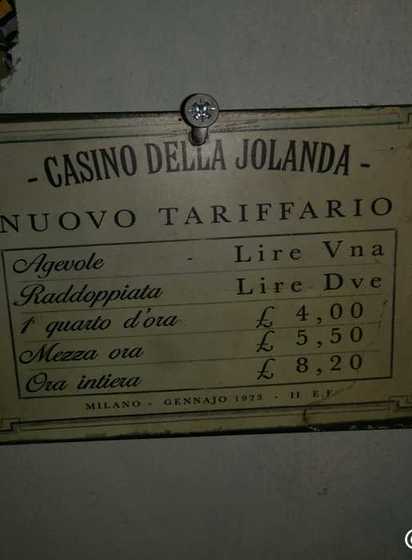 - CASINO DELLA JOLANDA -
NUOVO TARIFFARIO
Agevole - Lire Vna
Raddoppiata Lire Dve
1 quarto d'ora £ 4,00
Mezza ora £ 5,50
Ora intiera £ 8,20
MILANO - GENNAJO 1923 - II E.F.